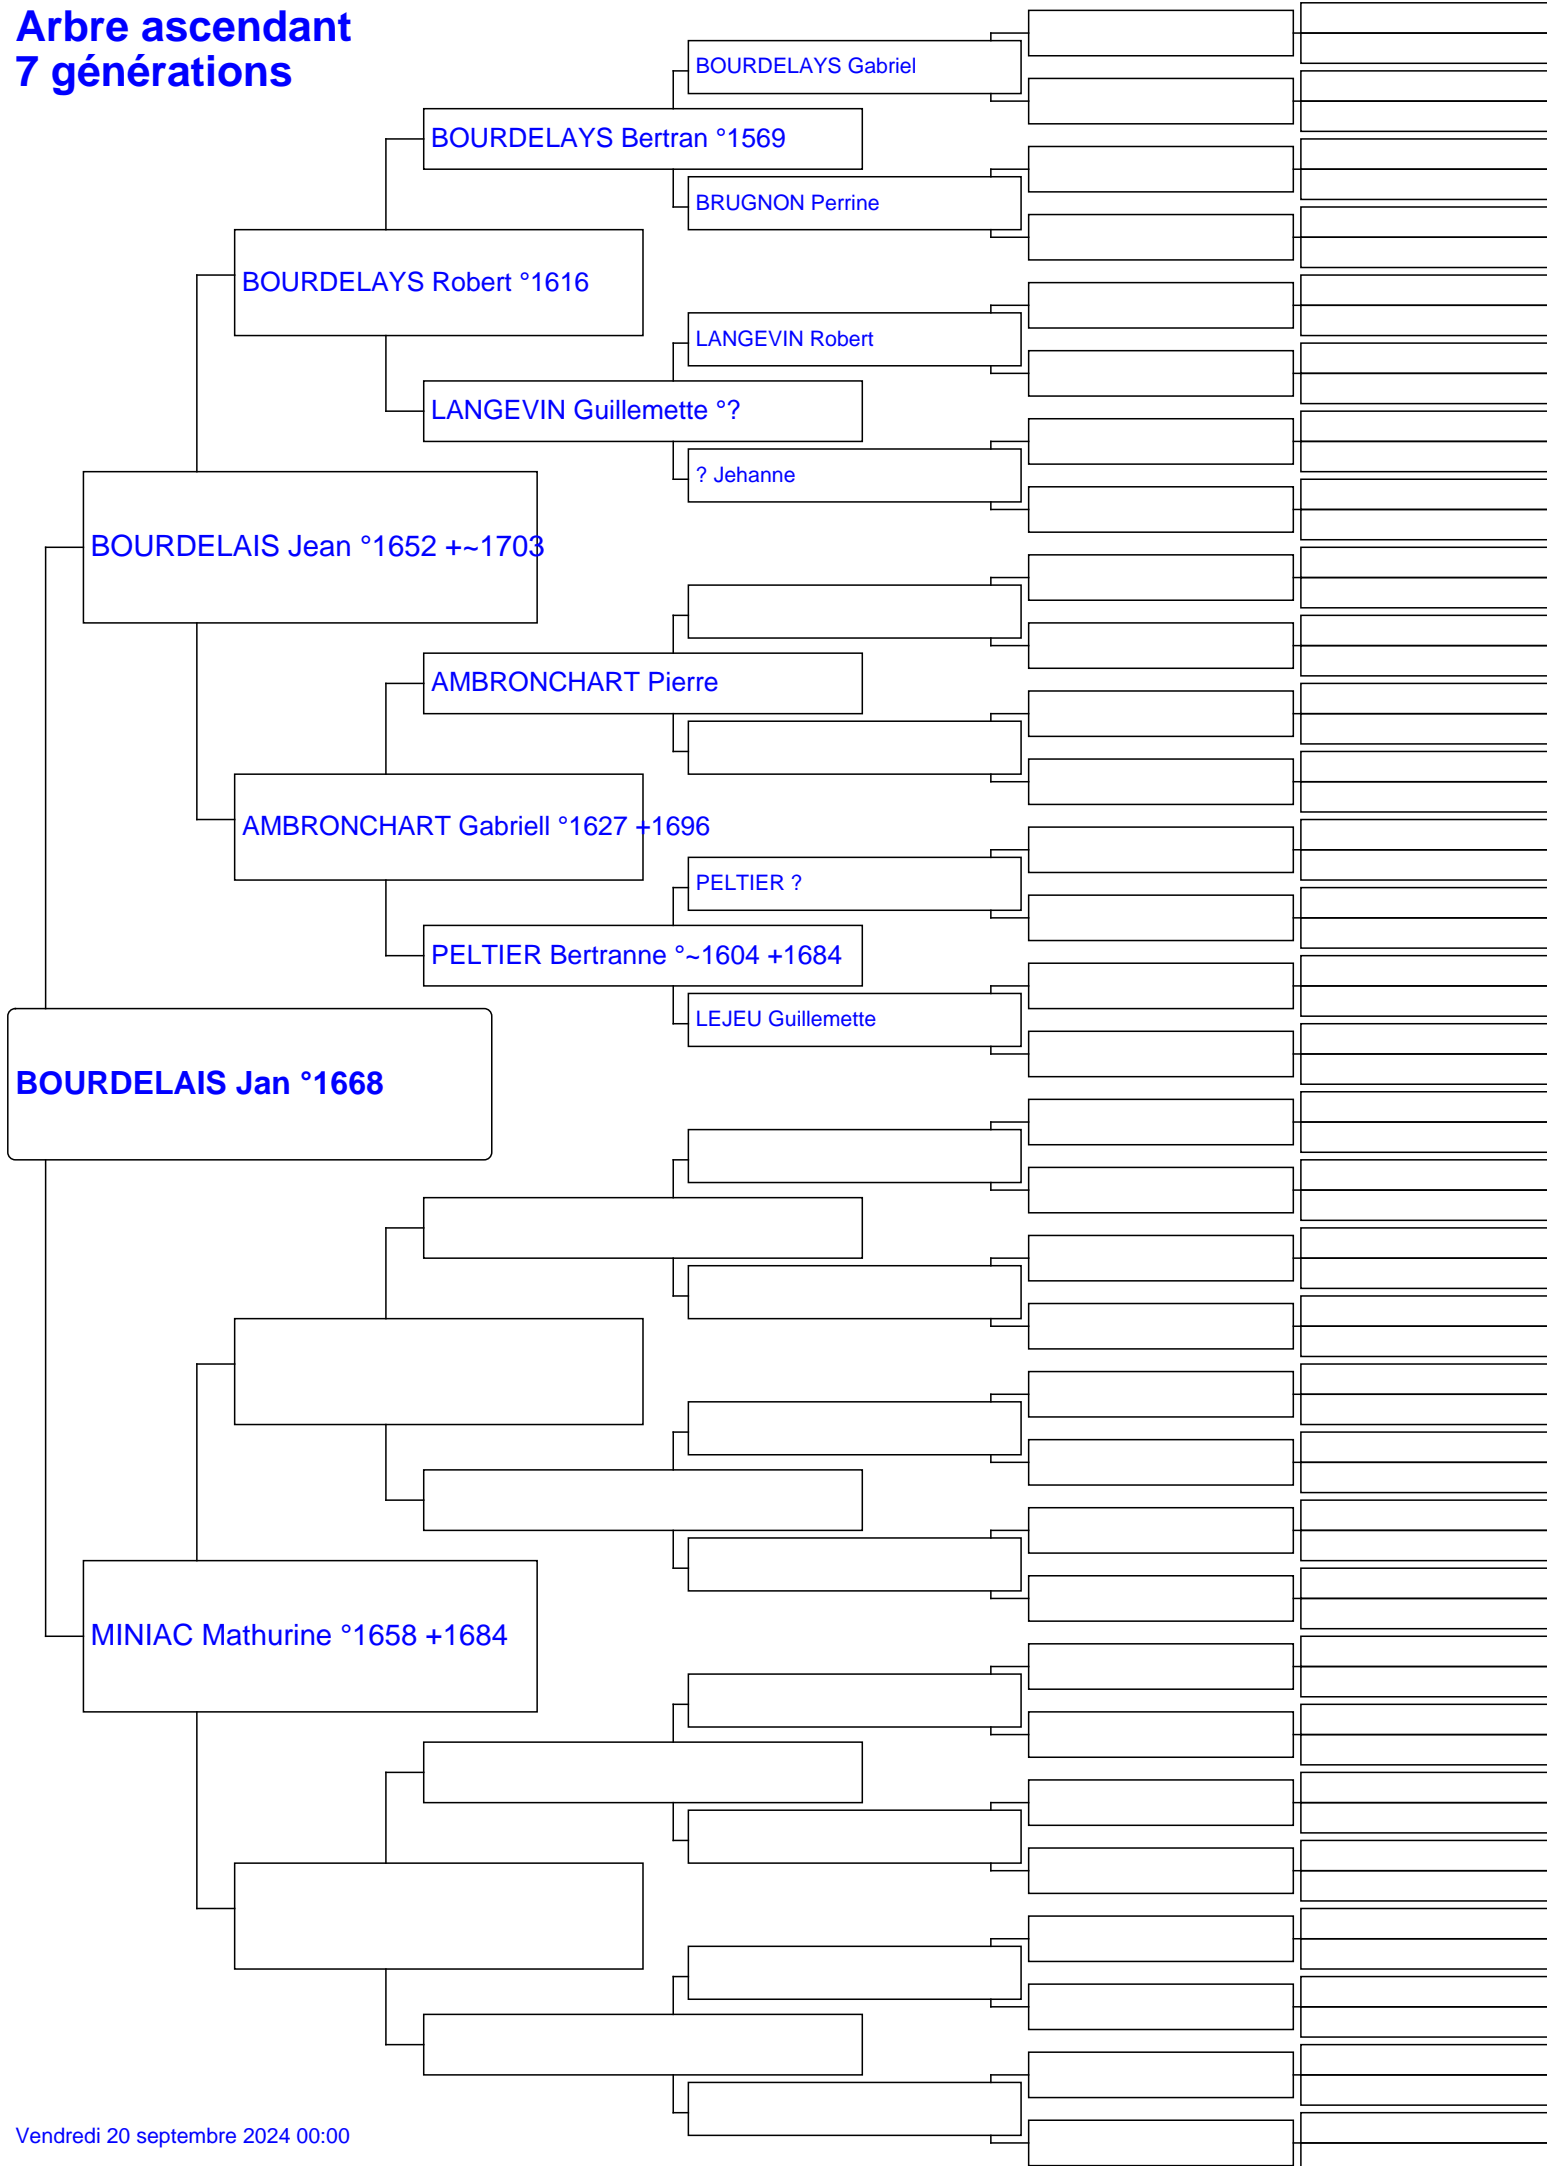 Arbre ascendant
7 générations
BOURDELAYS Gabriel
BOURDELAYS Bertran °1569
BRUGNON Perrine
BOURDELAYS Robert °1616
LANGEVIN Robert
LANGEVIN Guillemette °?
? Jehanne
BOURDELAIS Jean °1652 +~1703
AMBRONCHART Pierre
AMBRONCHART Gabriell °1627 +1696
PELTIER ?
PELTIER Bertranne °~1604 +1684
LEJEU Guillemette
BOURDELAIS Jan °1668
MINIAC Mathurine °1658 +1684
Vendredi 20 septembre 2024 00:00